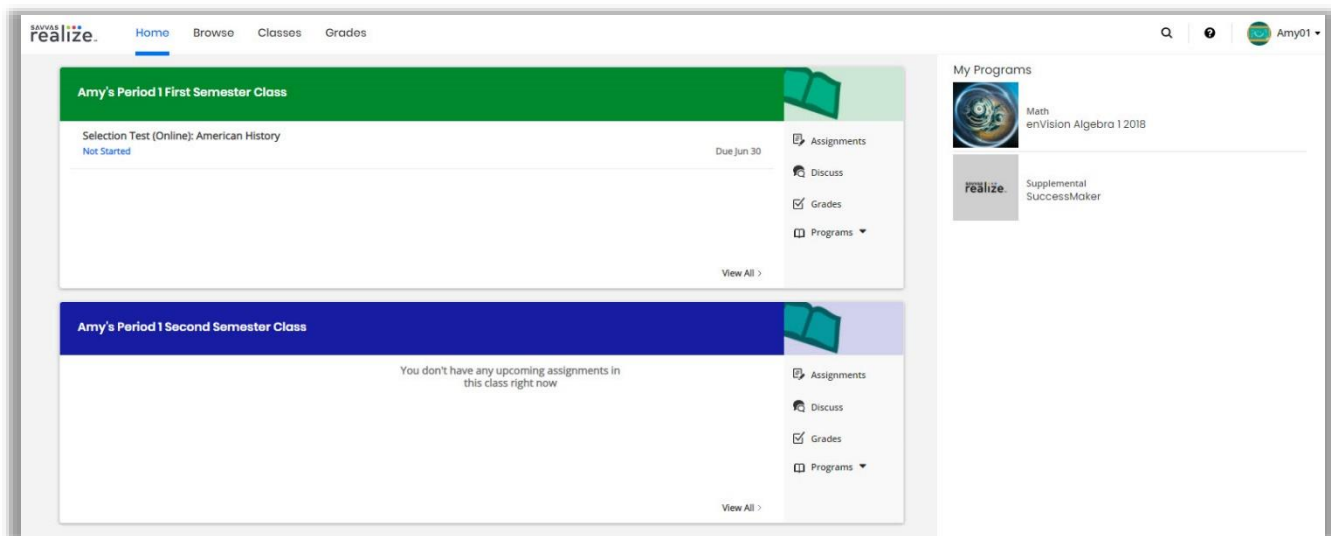 SAVVAS
realize.
Home Browse Classes Grades
Amy01
Amy's Period 1 First Semester Class
Selection Test (Online): American History
Not Started
Due Jun 30
Assignments
Discuss
Grades
Programs
View All >
Amy's Period 1 Second Semester Class
You don't have any upcoming assignments in
this class right now
Assignments
Discuss
Grades
Programs
View All >
My Programs
Math
enVision Algebra 1 2018
SAVVAS
realize.
Supplemental
SuccessMaker